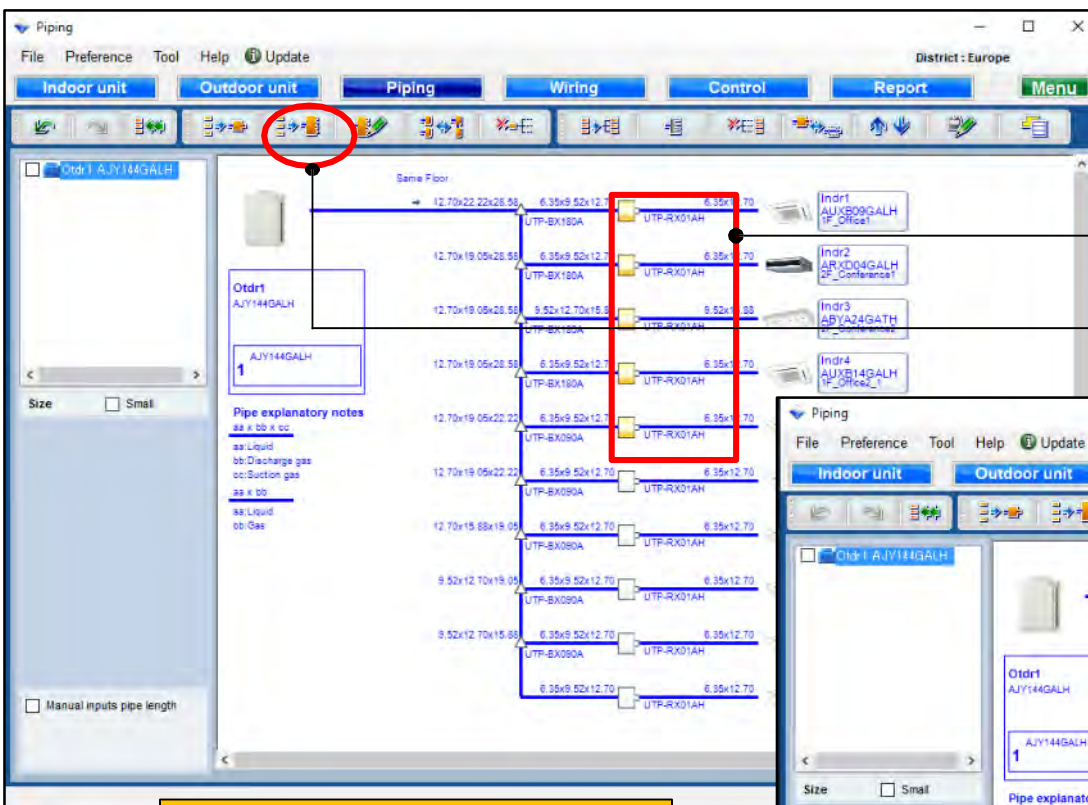 Piping
File Preference Tool Help Update
District : Europe
Indoor unit Outdoor unit Piping Wiring Control Report Menu
Otdr1 AJY144GALH
Same Floor
12.70x22.22x28.58 6.35x9.52x12.7 6.35x1 .70
UTP-BX180A UTP-RX01AH
Indr1
AUXB09GALH
1F_Office1
12.70x19.05x28.58 6.35x9.52x12.7 6.35x1 .70
UTP-BX180A UTP-RX01AH
Indr2
ARXD04GALH
2F_Conference1
Otdr1
AJY144GALH
12.70x19.05x28.58 9.52x12.70x15.8 9.52x1 .88
UTP-BX180A UTP-RX01AH
Indr3
ABYA24GATH
2F_Conference2
AJY144GALH
1
12.70x19.05x28.58 6.35x9.52x12.7 6.35x1 .70
UTP-BX180A UTP-RX01AH
Indr4
AUXB14GALH
1F_Office2_1
Size Small
Pipe explanatory notes
aa x bb x cc
aa:Liquid
bb:Discharge gas
cc:Suction gas
aa x bb
aa:Liquid
bb:Gas
12.70x19.05x22.22 6.35x9.52x12.7 6.35x1 .70
UTP-BX090A UTP-RX01AH
12.70x19.05x22.22 6.35x9.52x12.70 6.35x12.70
UTP-BX090A UTP-RX01AH
12.70x15.88x19.05 6.35x9.52x12.70 6.35x12.70
UTP-BX090A UTP-RX01AH
9.52x12.70x19.05 6.35x9.52x12.70 6.35x12.70
UTP-BX090A UTP-RX01AH
9.52x12.70x15.88 6.35x9.52x12.70 6.35x12.70
UTP-BX090A UTP-RX01AH
6.35x9.52x12.70 6.35x12.70
UTP-RX01AH
Manual inputs pipe length
Piping
File Preference Tool Help Update
Indoor unit Outdoor unit
Otdr1 AJY144GALH
Otdr1
AJY144GALH
AJY144GALH
1
Size Small
Pipe explanato